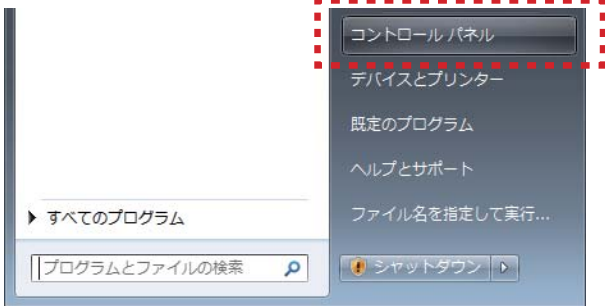 コントロール パネル
デバイスとプリンター
既定のプログラム
ヘルプとサポート
ファイル名を指定して実行...
すべてのプログラム
プログラムとファイルの検索
シャットダウン